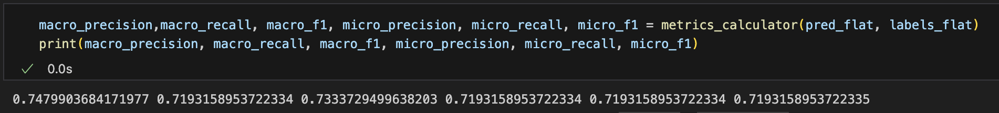 macro_precision,macro_recall, macro_f1, micro_precision, micro_recall, micro_f1 = metrics_calculator(pred_flat, labels_flat)
print(macro_precision, macro_recall, macro_f1, micro_precision, micro_recall, micro_f1)
0.0s
0.7479903684171977 0.7193158953722334 0.7333729499638203 0.7193158953722334 0.7193158953722334 0.7193158953722335